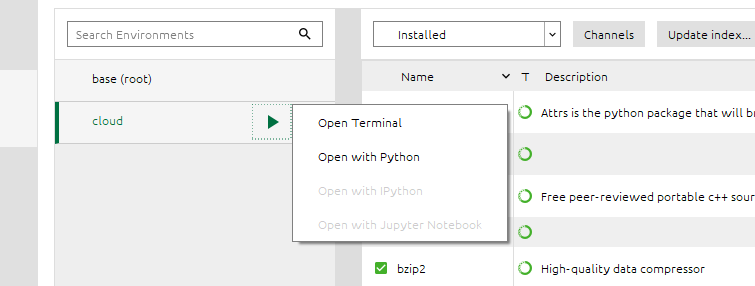 Search Environments
Installed
Channels
Update index...
base (root)
Name
T
Description
cloud
Open Terminal
Open with Python
Open with IPython
Open with Jupyter Notebook
Attrs is the python package that will
Free peer-reviewed portable c++
bzip2
High-quality data compressor